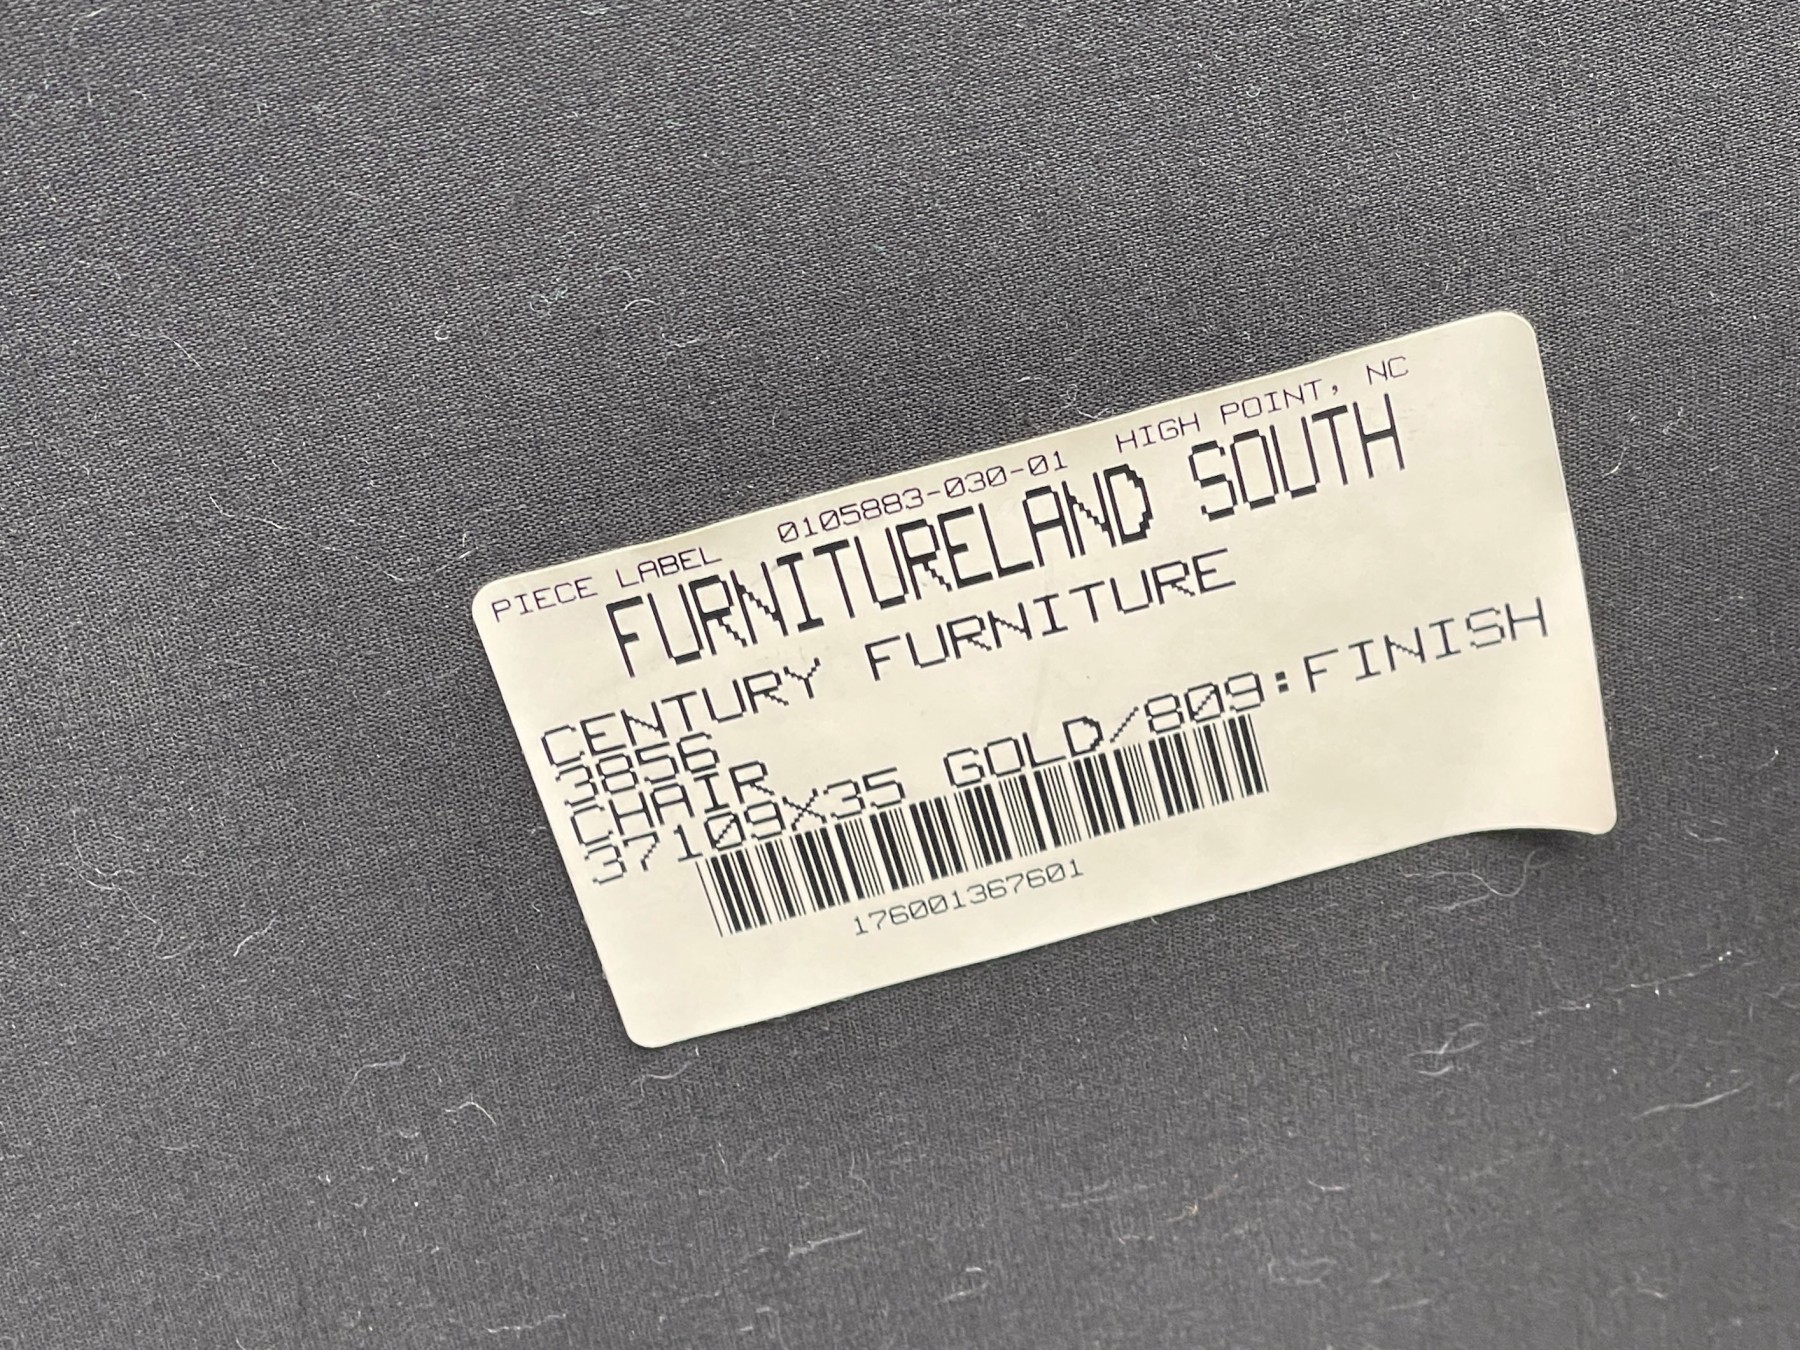 PIECE LABEL 0105883-030-01 HIGH POINT, NC
FURNITURELAND SOUTH
CENTURY FURNITURE
3856
CHAIR
37109X35 GOLD/809:FINISH
176001367601